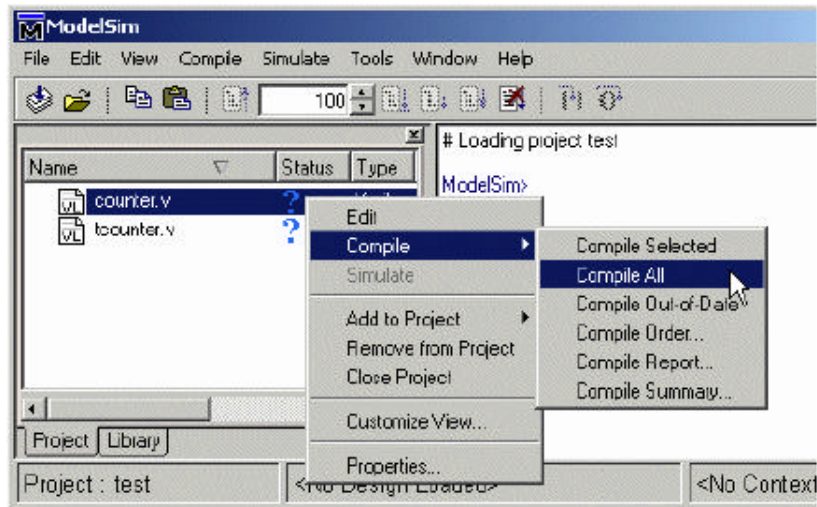 ModelSim
File Edit View Compile Simulate Tools Window Help
100
# Loading project test
Name Status Type
ModelSim>
counter.v ?
tcounter.v ?
Edit
Compile
Simulate
Add to Project
Remove from Project
Close Project
Customize View...
Properties...
Compile Selected
Compile All
Compile Out-of-Date
Compile Order...
Compile Report...
Compile Summary...
Project Library
Project : test <No Design Loaded> <No Context